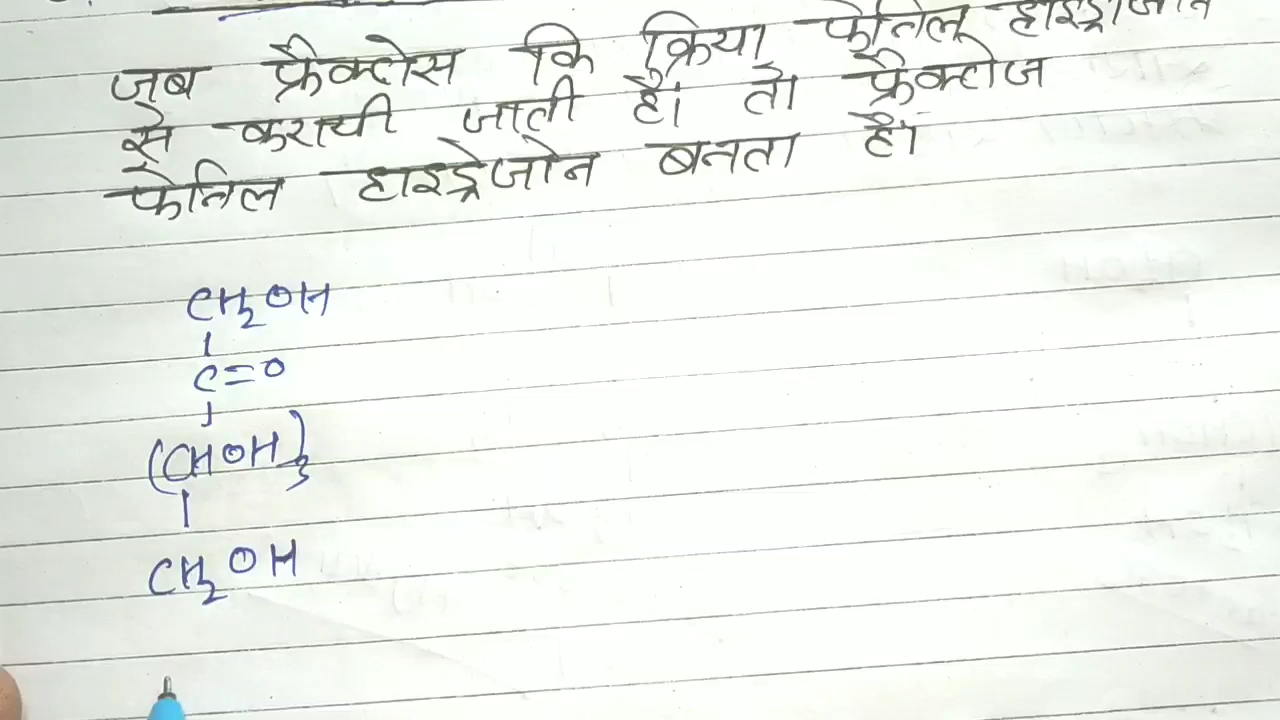 जब फ्रैक्टोस कि क्रिया फेनिल हाइड्राजीन
से करायी जाती है। तो फ्रैक्टोज
फेनिल हाइड्रेजोन बनता है।
CH₂OH
|
C=O
|
(CHOH)₃
|
CH₂OH